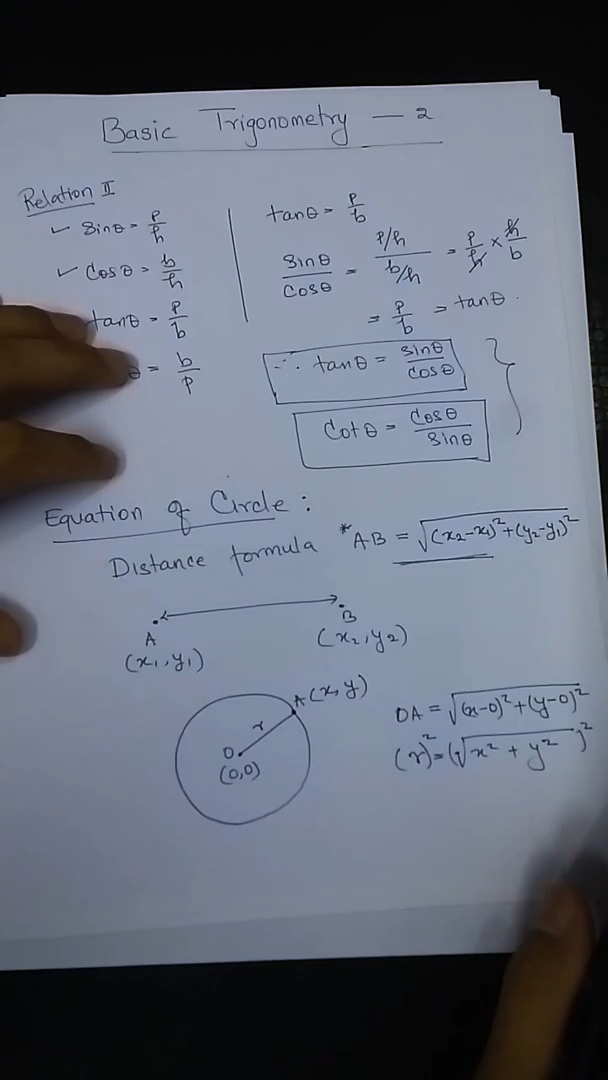 Basic Trigonometry — 2
Relation II
✓ Sinθ = p/h
✓ Cosθ = b/h
tanθ = p/b
θ = b/p
tanθ = p/b
Sinθ/Cosθ = (p/h)/(b/h) = p/h × h/b
= p/b = tanθ.
∴ tanθ = Sinθ/Cosθ
Cotθ = Cosθ/Sinθ
Equation of Circle :
Distance formula *AB = √(x₂-x₁)²+(y₂-y₁)²
A
(x₁, y₁)
B
(x₂, y₂)
A(x, y)
r
O
(0,0)
OA = √(x-0)²+(y-0)²
(r)² = (√x² + y²)²